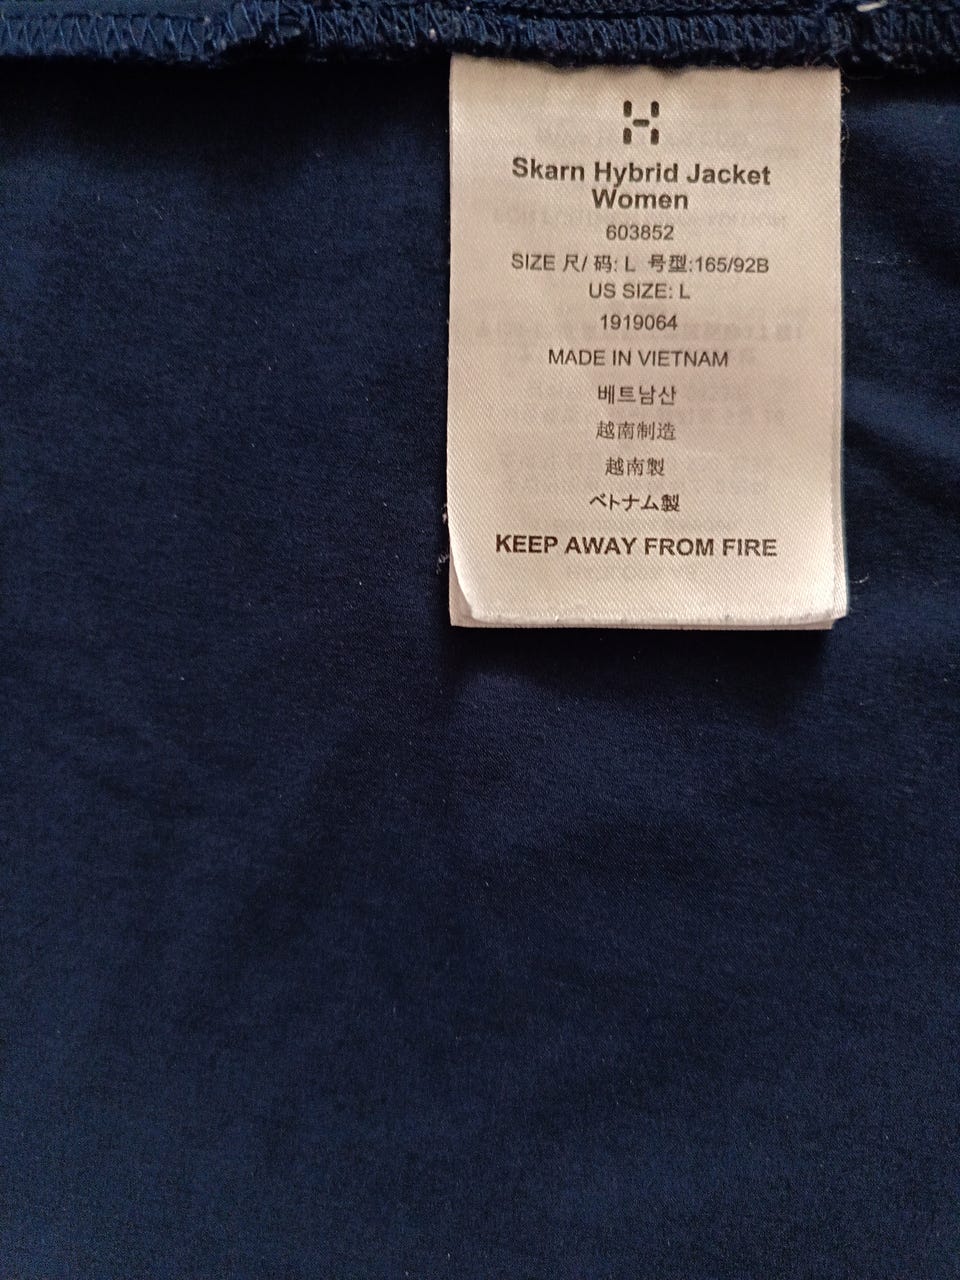 Skarn Hybrid Jacket
Women
603852
SIZE 尺/ 码: L 号型:165/92B
US SIZE: L
1919064
MADE IN VIETNAM
베트남산
越南制造
越南製
ベトナム製
KEEP AWAY FROM FIRE